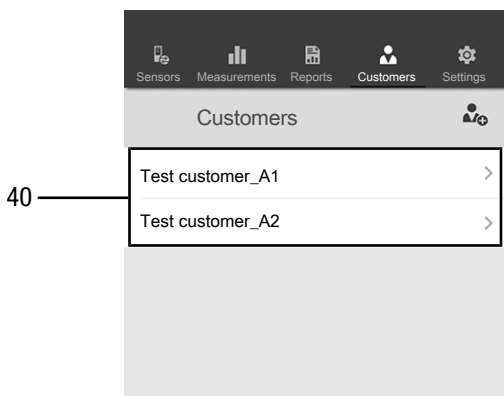 Sensors Measurements Reports Customers Settings
Customers
Test customer_A1
40
Test customer_A2